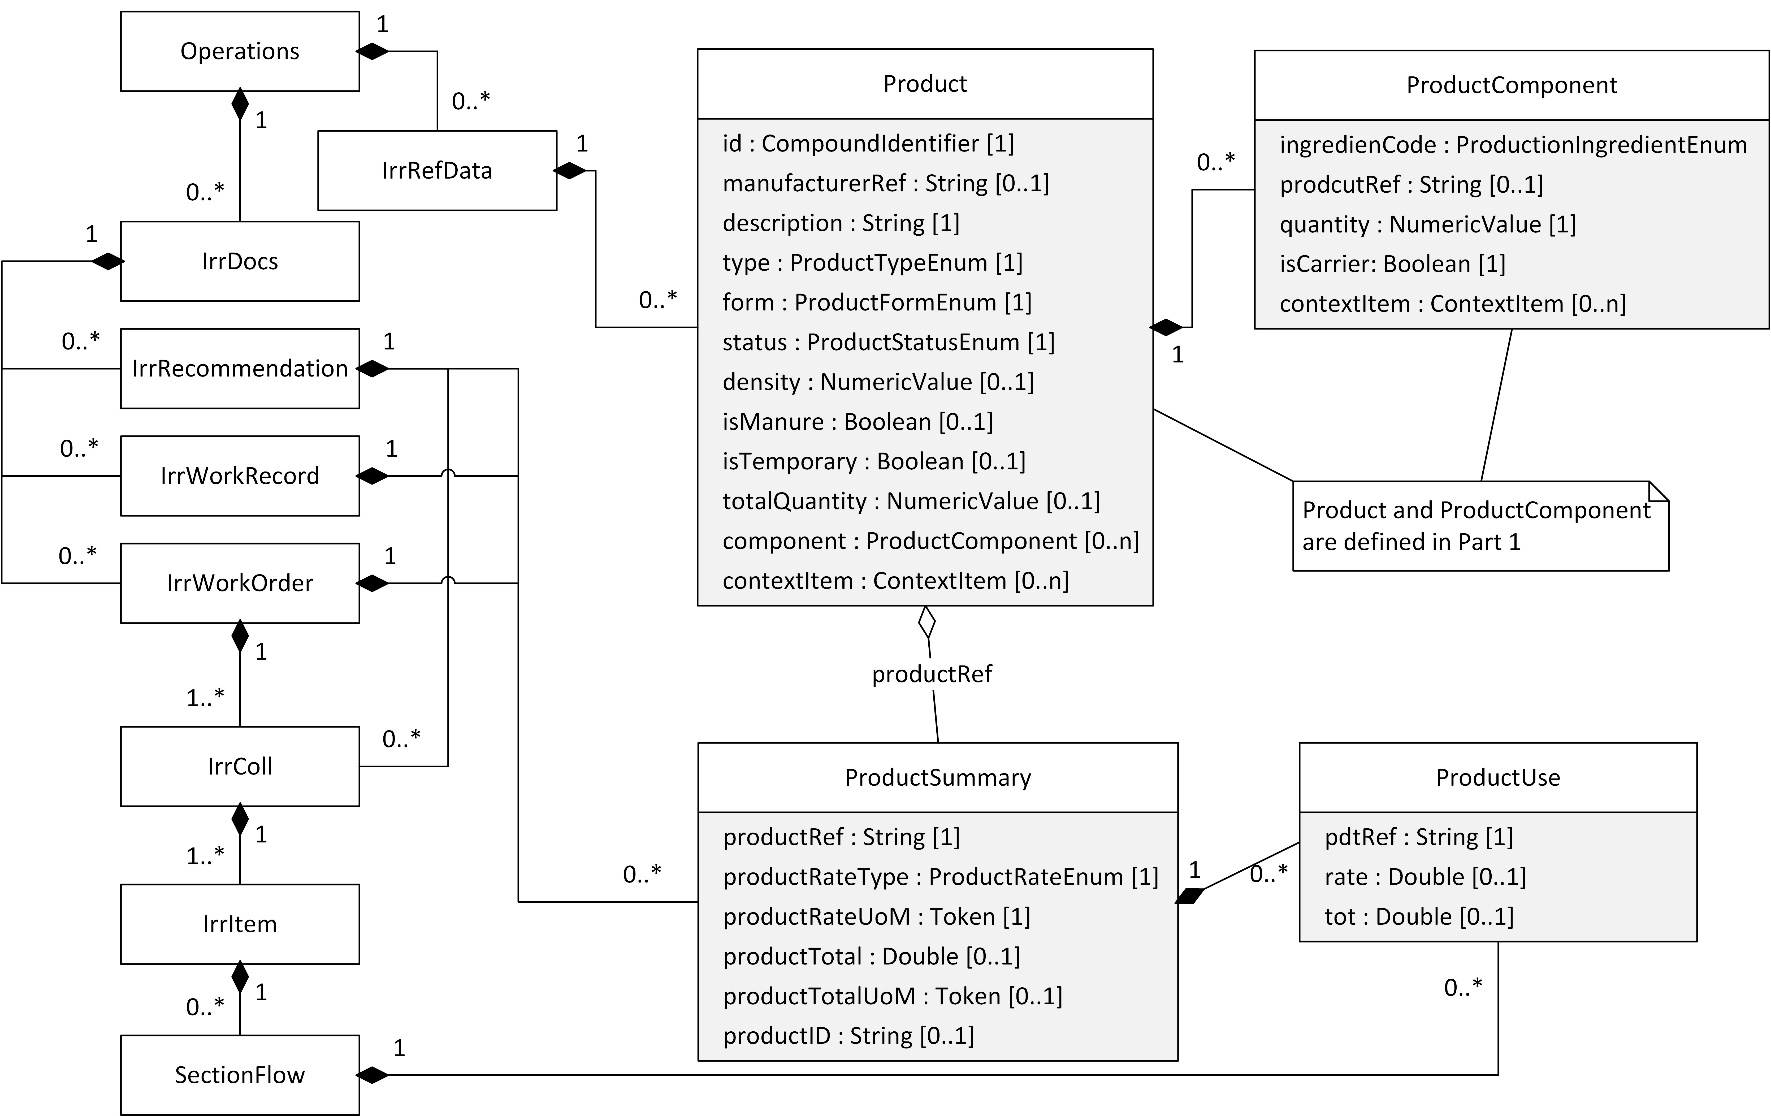 Operations
1
0..*
1
0..*
IrrRefData
1
0..*
IrrDocs
1
0..*
IrrRecommendation
1
0..*
IrrWorkRecord
1
0..*
IrrWorkOrder
1
1
1..*
IrrColl
0..*
1
1..*
IrrItem
1
0..*
SectionFlow
1
Product
id : CompoundIdentifier [1]
manufacturerRef : String [0..1]
description : String [1]
type : ProductTypeEnum [1]
form : ProductFormEnum [1]
status : ProductStatusEnum [1]
density : NumericValue [0..1]
isManure : Boolean [0..1]
isTemporary : Boolean [0..1]
totalQuantity : NumericValue [0..1]
component : ProductComponent [0..n]
contextItem : ContextItem [0..n]
1
0..*
ProductComponent
ingredienCode : ProductionIngredientEnum
prodcutRef : String [0..1]
quantity : NumericValue [1]
isCarrier: Boolean [1]
contextItem : ContextItem [0..n]
Product and ProductComponent
are defined in Part 1
productRef
0..*
ProductSummary
productRef : String [1]
productRateType : ProductRateEnum [1]
productRateUoM : Token [1]
productTotal : Double [0..1]
productTotalUoM : Token [0..1]
productID : String [0..1]
1
0..*
ProductUse
pdtRef : String [1]
rate : Double [0..1]
tot : Double [0..1]
0..*